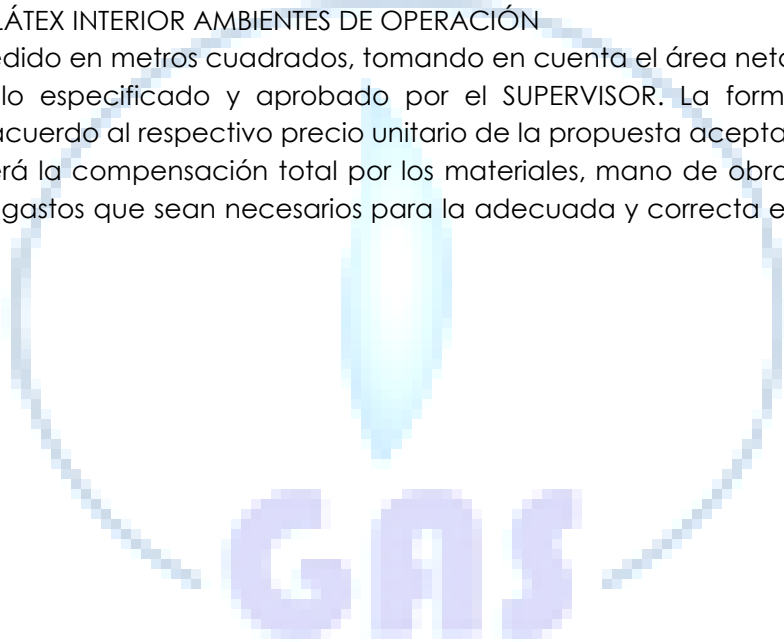 LÁTEX INTERIOR AMBIENTES DE OPERACIÓN
edido en metros cuadrados, tomando en cuenta el área neta
lo especificado y aprobado por el SUPERVISOR. La form
acuerdo al respectivo precio unitario de la propuesta acepta
erá la compensación total por los materiales, mano de obra
gastos que sean necesarios para la adecuada y correcta e
GAS